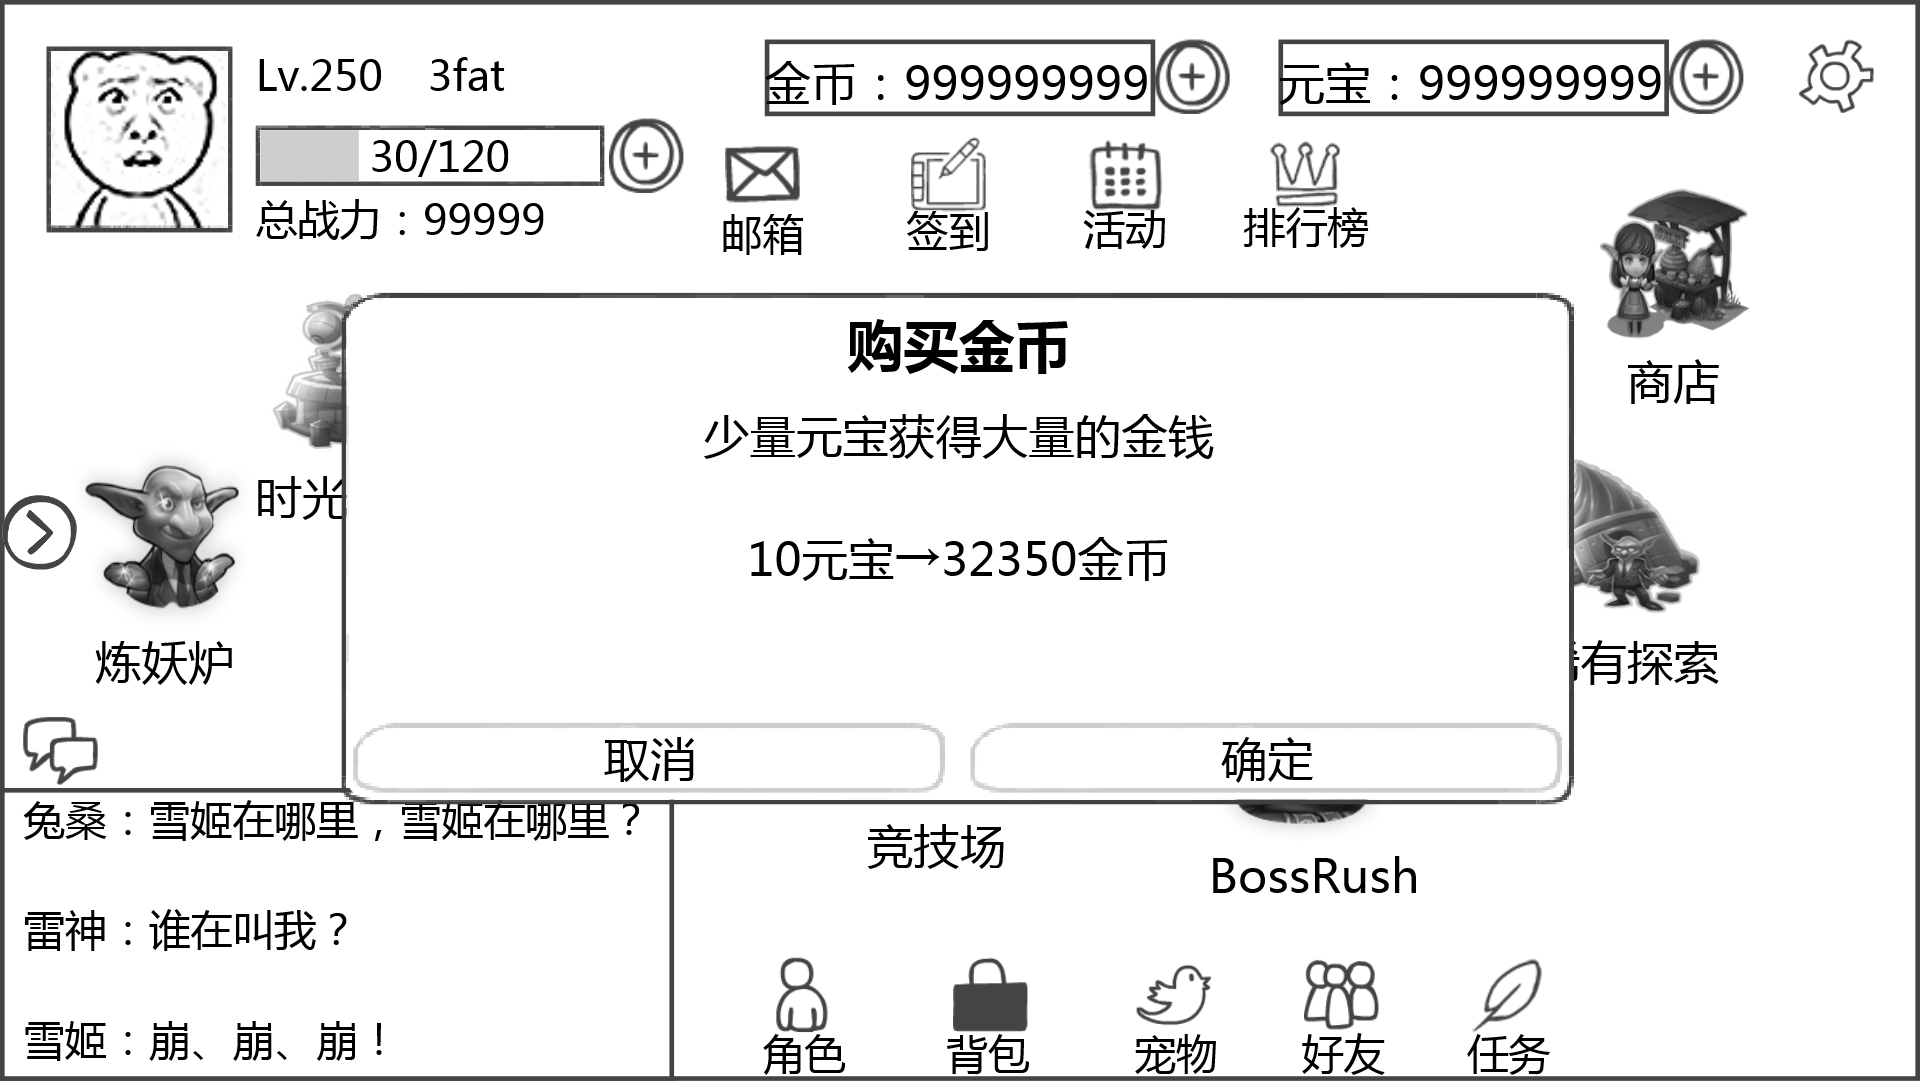 Lv.250 3fat
金币：999999999
元宝：999999999
30/120
总战力：99999
邮箱
签到
活动
排行榜
商店
购买金币
少量元宝获得大量的金钱
时光
10元宝→32350金币
炼妖炉
有探索
取消
确定
兔桑：雪姬在哪里，雪姬在哪里？
竞技场
BossRush
雷神：谁在叫我？
雪姬：崩、崩、崩！
角色
背包
宠物
好友
任务